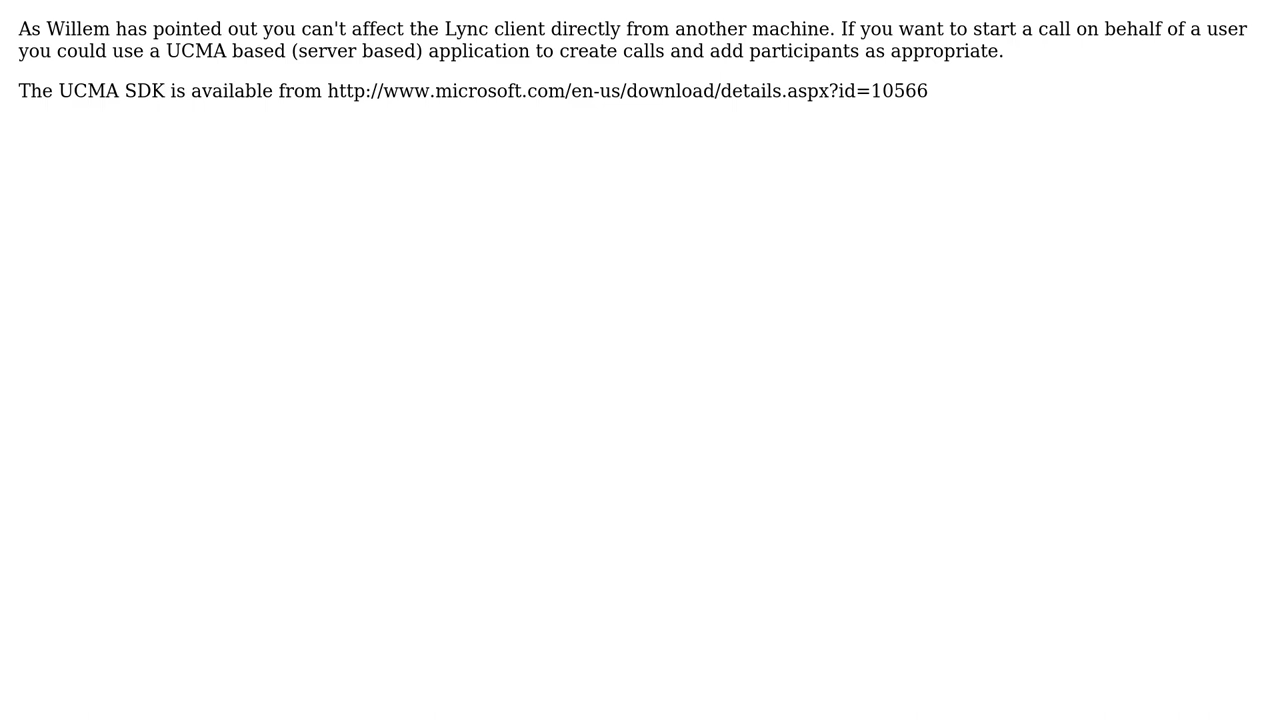 As Willem has pointed out you can't affect the Lync client directly from another machine. If you want to start a call on behalf of a user
you could use a UCMA based (server based) application to create calls and add participants as appropriate.
The UCMA SDK is available from http://www.microsoft.com/en-us/download/details.aspx?id=10566